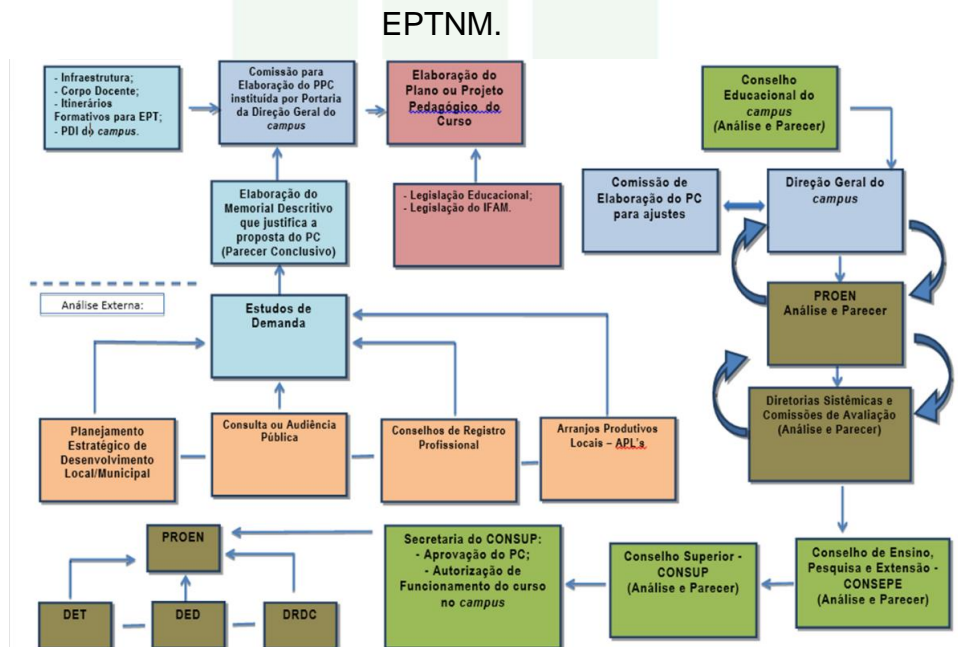 EPTNM.
- Infraestrutura;
- Corpo Docente;
- Itinerários
Formativos para EPT;
- PDI do campus.
Comissão para
Elaboração do PPC
instituída por Portaria
da Direção Geral do
campus
Elaboração do
Plano ou Projeto
Pedagógico do
Curso
Conselho
Educacional do
campus
(Análise e Parecer)
Elaboração do
Memorial Descritivo
que justifica a
proposta do PC
(Parecer Conclusivo)
- Legislação Educacional;
- Legislação do IFAM.
Comissão de
Elaboração do PC
para ajustes
Direção Geral do
campus
Análise Externa:
Estudos de
Demanda
PROEN
Análise e Parecer
Planejamento
Estratégico de
Desenvolvimento
Local/Municipal
Consulta ou Audiência
Pública
Conselhos de Registro
Profissional
Arranjos Produtivos
Locais – APL's
Diretorias Sistêmicas e
Comissões de Avaliação
(Análise e Parecer)
PROEN
Secretaria do CONSUP:
- Aprovação do PC;
- Autorização de
Funcionamento do curso
no campus
Conselho Superior -
CONSUP
(Análise e Parecer)
Conselho de Ensino,
Pesquisa e Extensão -
CONSEPE
(Análise e Parecer)
DET
DED
DRDC